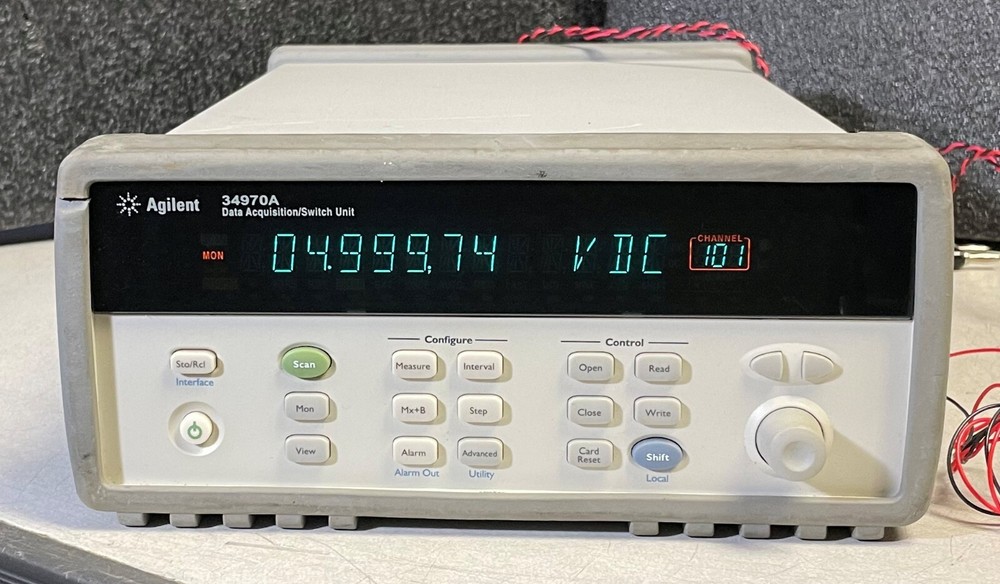 Agilent 34970A
Data Acquisition/Switch Unit
MON 04.999,74 VDC CHANNEL 101
Configure Control
Sto/Rcl Scan Measure Interval Open Read
Interface
Mon Mx+B Step Close Write
View Alarm Advanced Card Reset Shift
Alarm Out Utility Local